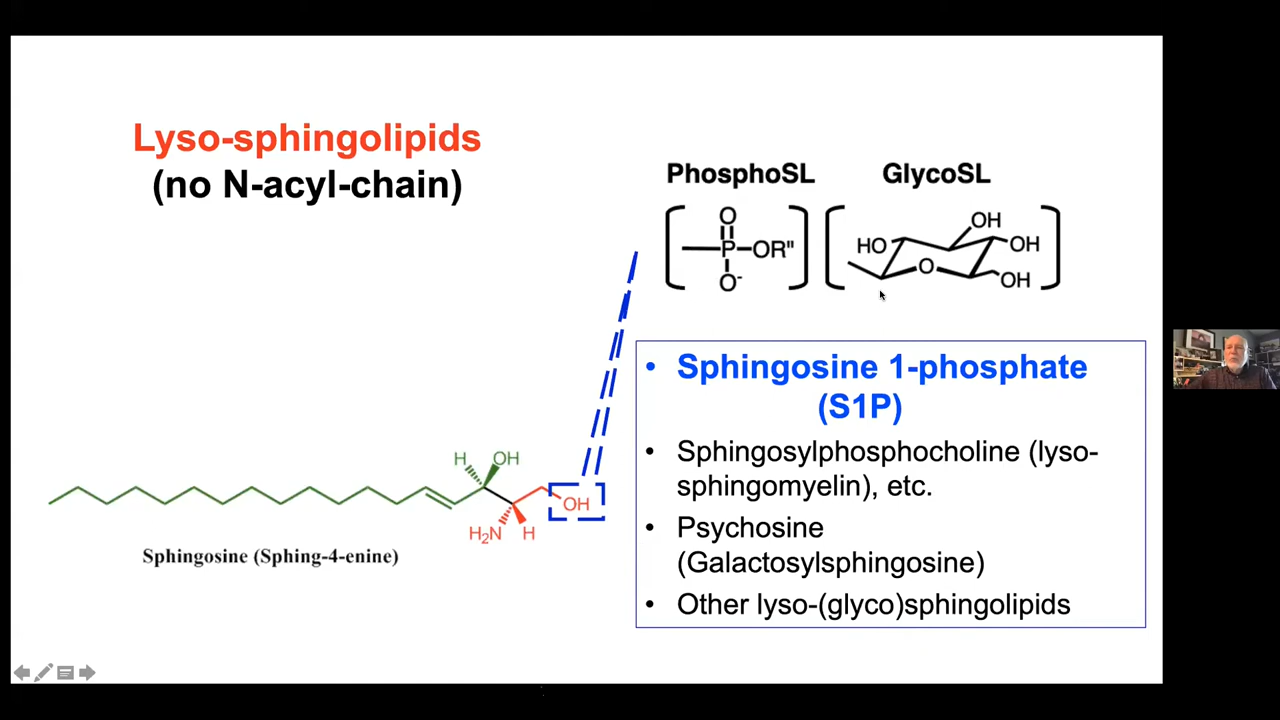 Lyso-sphingolipids
(no N-acyl-chain)
PhosphoSL
GlycoSL
O
P
OR"
O-
OH
HO
OH
O
OH
• Sphingosine 1-phosphate
(S1P)
• Sphingosylphosphocholine (lyso-
sphingomyelin), etc.
• Psychosine
(Galactosylsphingosine)
• Other lyso-(glyco)sphingolipids
H
OH
OH
H₂N
H
Sphingosine (Sphing-4-enine)